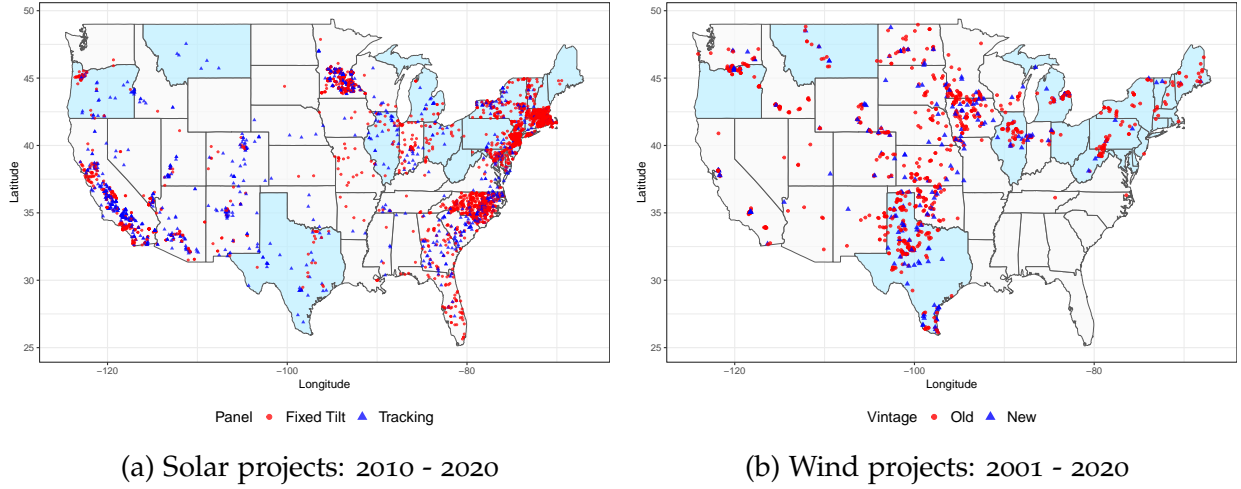 50
45
40
35
30
25
Latitude
−120
−100
−80
Longitude
Panel Fixed Tilt Tracking
(a) Solar projects: 2010 - 2020
50
45
40
35
30
25
Latitude
−120
−100
−80
Longitude
Vintage Old New
(b) Wind projects: 2001 - 2020